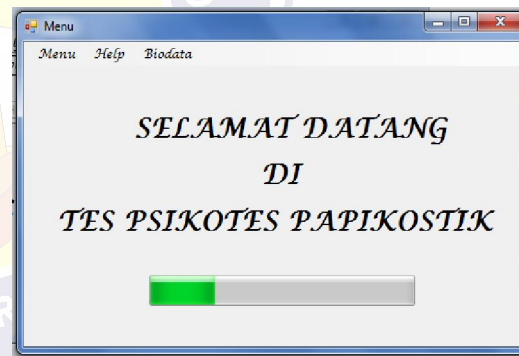 Menu
Menu Help Biodata
SELAMAT DATANG
DI
TES PSIKOTES PAPIKOSTIK